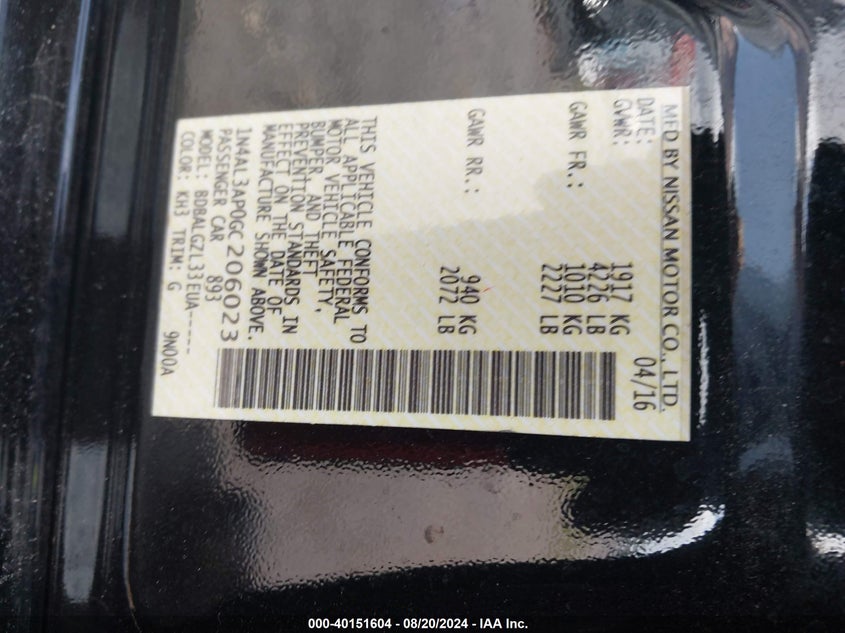 MFD BY NISSAN MOTOR CO., LTD.
DATE: 04/16
GVWR: 1917 KG
4226 LB
GAWR FR.: 1010 KG
2227 LB
GAWR RR.: 940 KG
2072 LB
THIS VEHICLE CONFORMS TO
ALL APPLICABLE FEDERAL
MOTOR VEHICLE SAFETY,
BUMPER, AND THEFT
PREVENTION STANDARDS IN
EFFECT ON THE DATE OF
MANUFACTURE SHOWN ABOVE.
1N4AL3AP0GC206023
PASSENGER CAR 893
MODEL: BDBALGZL33EUA-----
COLOR: KH3 TRIM: G 9N00A
000-40151604 - 08/20/2024 - IAA Inc.